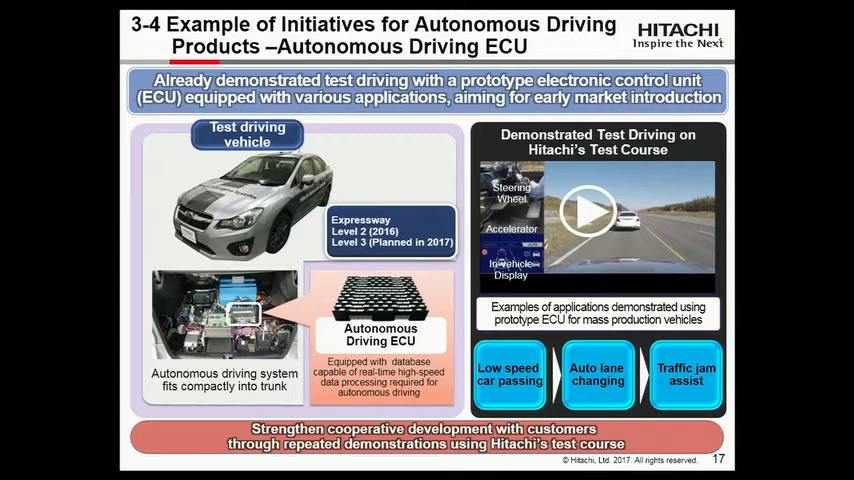 3-4 Example of Initiatives for Autonomous Driving
Products –Autonomous Driving ECU
HITACHI
Inspire the Next
Already demonstrated test driving with a prototype electronic control unit
(ECU) equipped with various applications, aiming for early market introduction
Test driving
vehicle
Expressway
Level 2 (2016)
Level 3 (Planned in 2017)
Autonomous driving system
fits compactly into trunk
Autonomous
Driving ECU
Equipped with database
capable of real-time high-speed
data processing required for
autonomous driving
Demonstrated Test Driving on
Hitachi's Test Course
Steering
Wheel
Accelerator
AUTO
In-vehicle
Display
Examples of applications demonstrated using
prototype ECU for mass production vehicles
Low speed
car passing
Auto lane
changing
Traffic jam
assist
Strengthen cooperative development with customers
through repeated demonstrations using Hitachi's test course
© Hitachi, Ltd. 2017. All rights reserved.
17